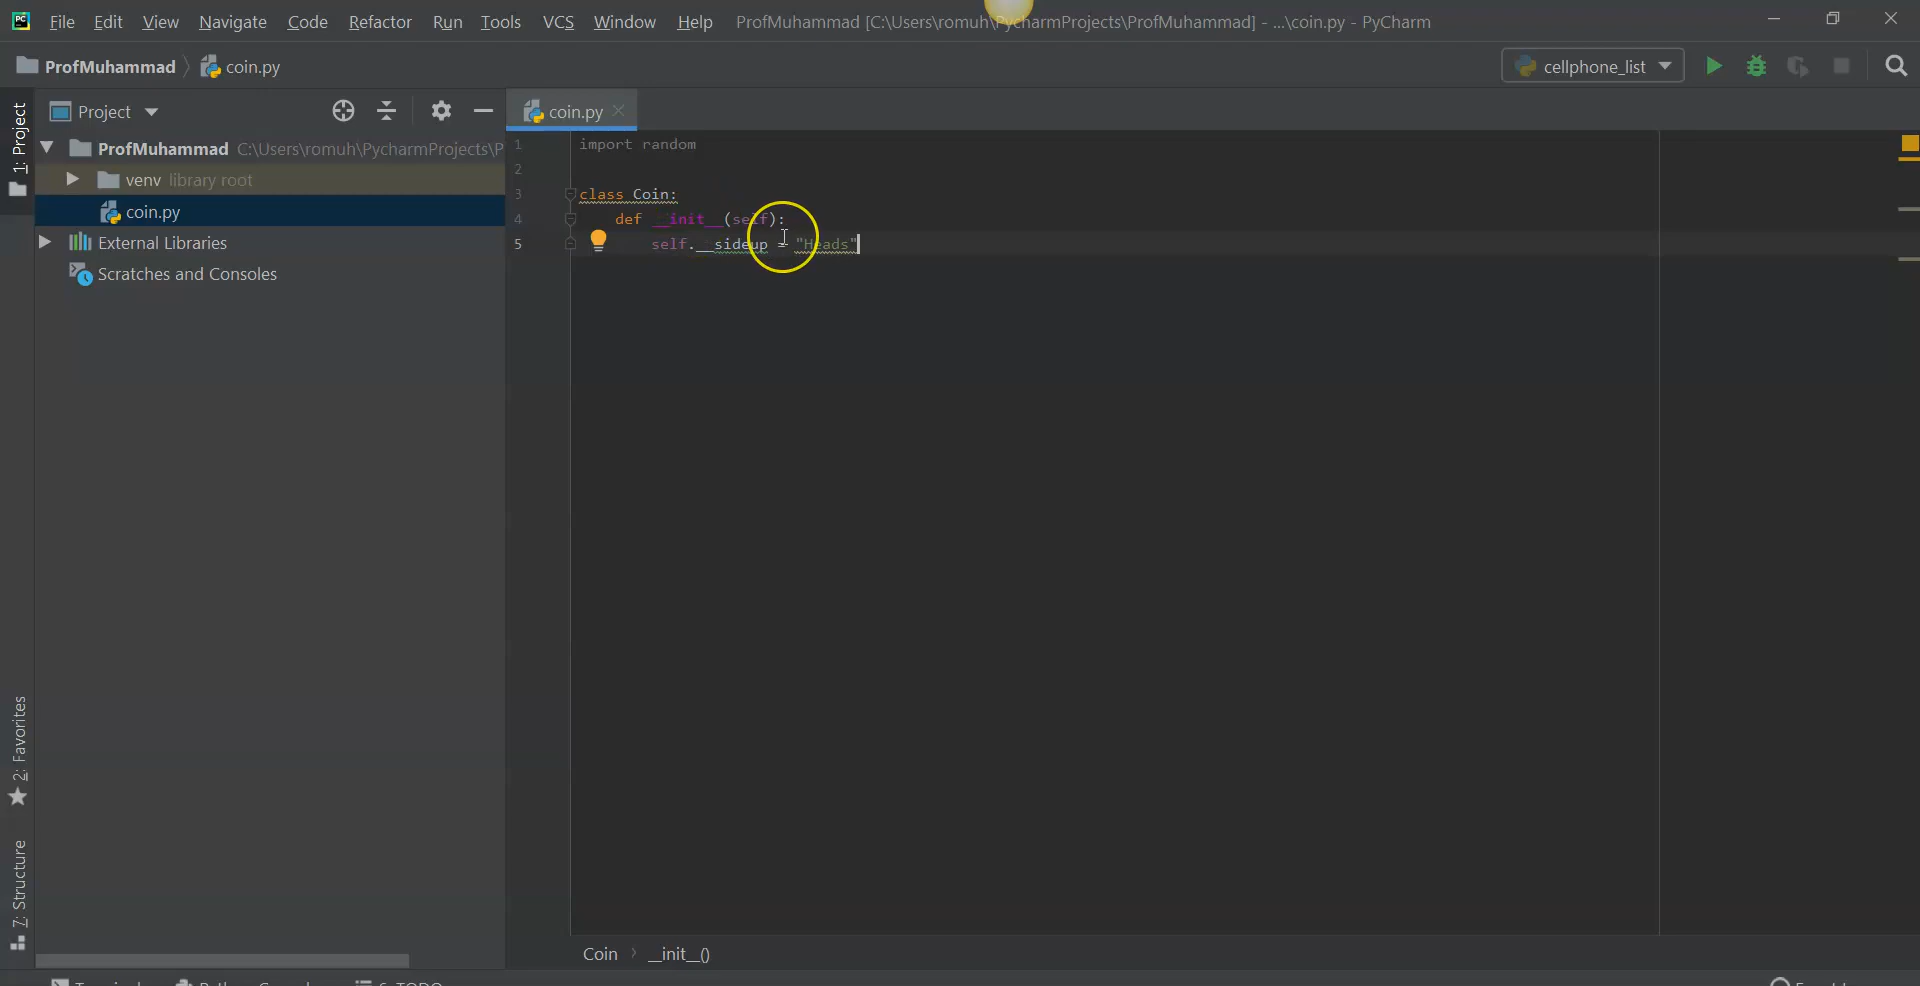 PC File Edit View Navigate Code Refactor Run Tools VCS Window Help ProfMuhammad [C:\Users\romuh\PycharmProjects\ProfMuhammad] - ...\coin.py - PyCharm
ProfMuhammad coin.py cellphone_list
1: Project
Project
coin.py
ProfMuhammad C:\Users\romuh\PycharmProjects\P
venv library root
coin.py
External Libraries
Scratches and Consoles
1 import random
2
3 class Coin:
4 def __init__(self):
5 self.__sideup = "Heads"
2: Favorites
7: Structure
Coin __init__()